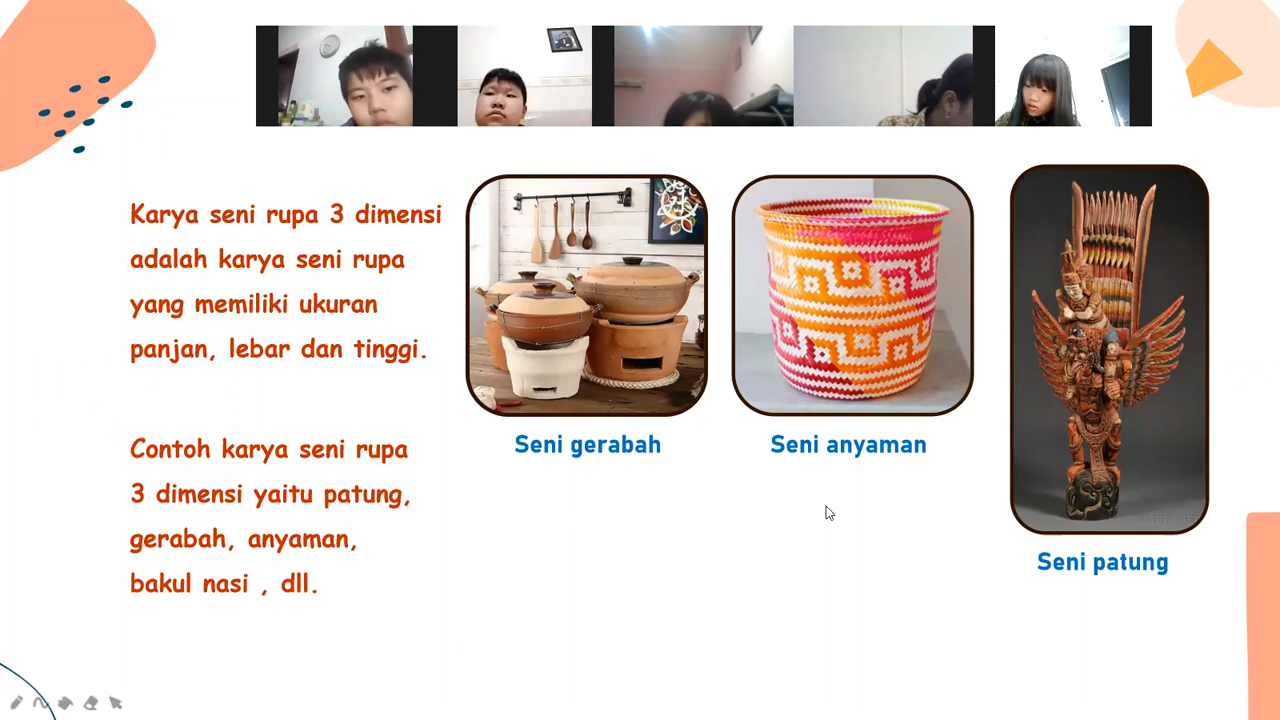 Karya seni rupa 3 dimensi
adalah karya seni rupa
yang memiliki ukuran
panjan, lebar dan tinggi.
Contoh karya seni rupa
3 dimensi yaitu patung,
gerabah, anyaman,
bakul nasi , dll.
Seni gerabah
Seni anyaman
Seni patung